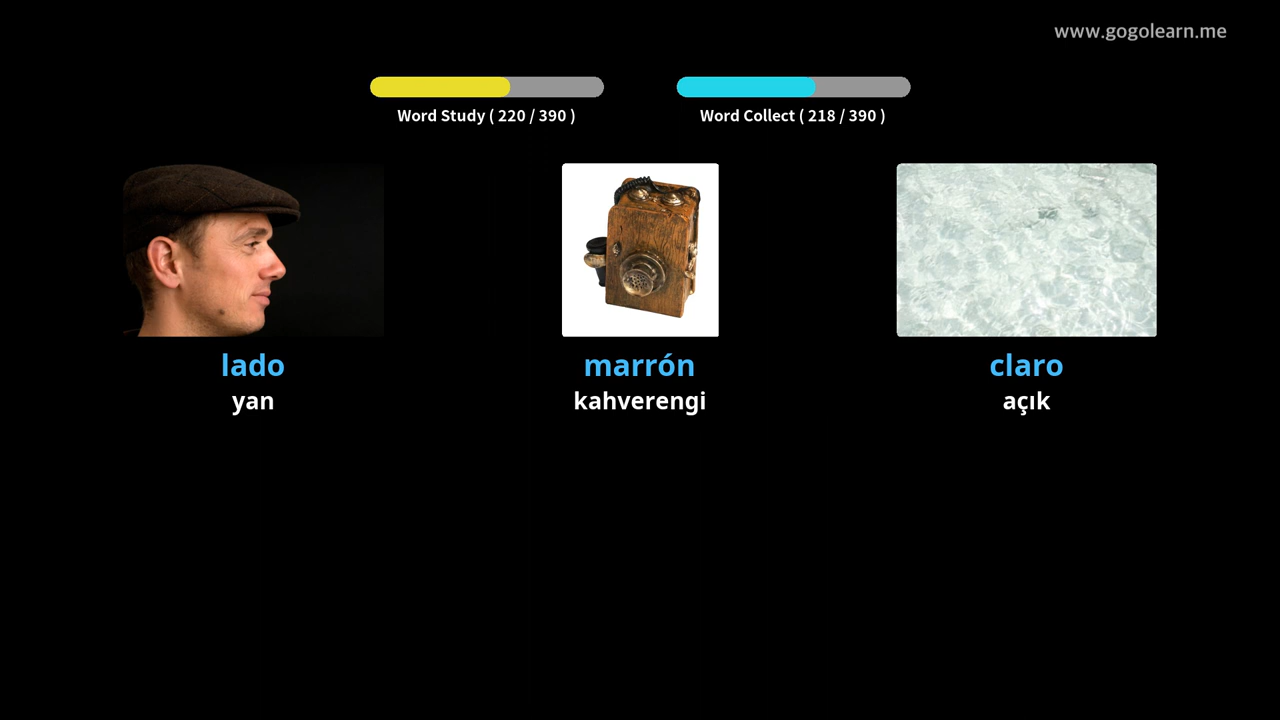 www.gogolearn.me
Word Study ( 220 / 390 )
Word Collect ( 218 / 390 )
lado
yan
marrón
kahverengi
claro
açık